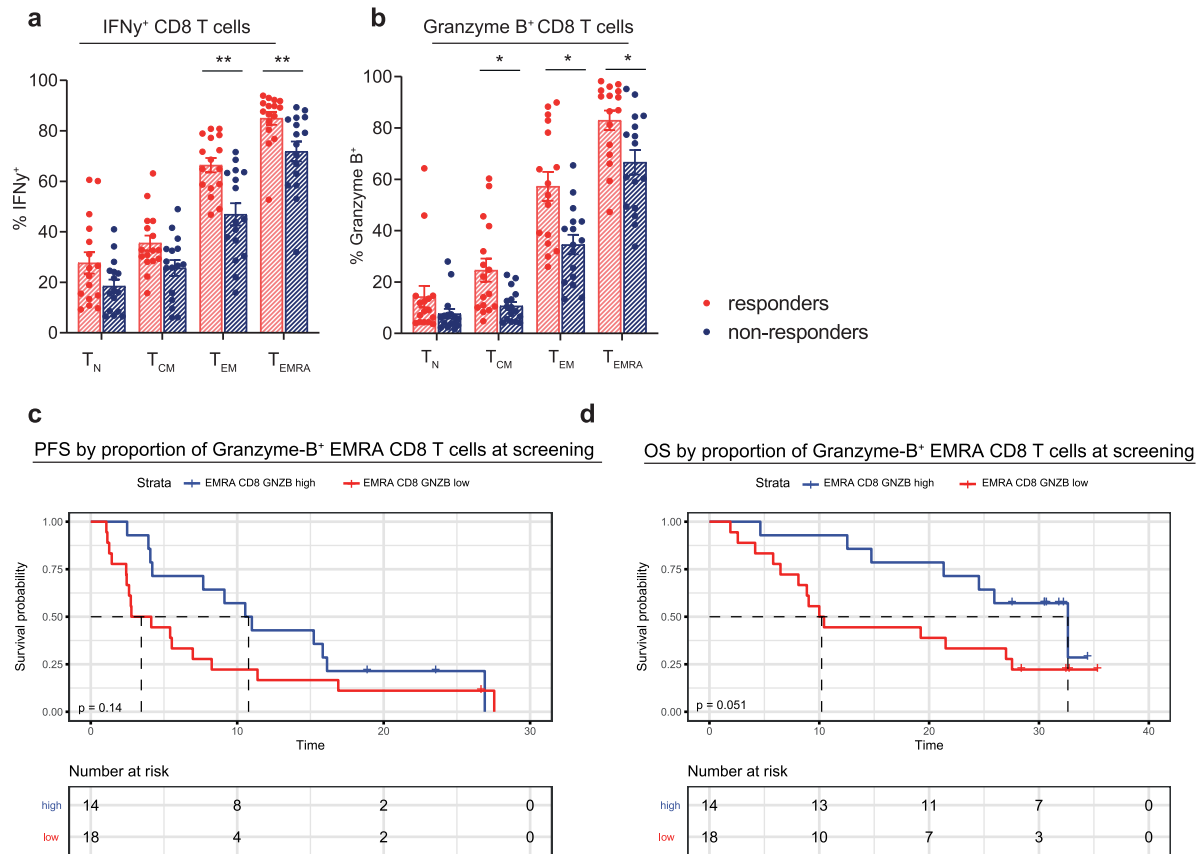 a
IFNy⁺ CD8 T cells
** **
% IFNy⁺
100
80
60
40
20
0
T_N T_CM T_EM T_EMRA
b
Granzyme B⁺ CD8 T cells
* * *
% Granzyme B⁺
100
80
60
40
20
0
T_N T_CM T_EM T_EMRA
responders
non-responders
c
PFS by proportion of Granzyme-B⁺ EMRA CD8 T cells at screening
Strata EMRA CD8 GNZB high EMRA CD8 GNZB low
Survival probability
1.00
0.75
0.50
0.25
0.00
p = 0.14
0 10 20 30
Time
Number at risk
high 14 8 2 0
low 18 4 2 0
d
OS by proportion of Granzyme-B⁺ EMRA CD8 T cells at screening
Strata EMRA CD8 GNZB high EMRA CD8 GNZB low
Survival probability
1.00
0.75
0.50
0.25
0.00
p = 0.051
0 10 20 30 40
Time
Number at risk
high 14 13 11 7 0
low 18 10 7 3 0